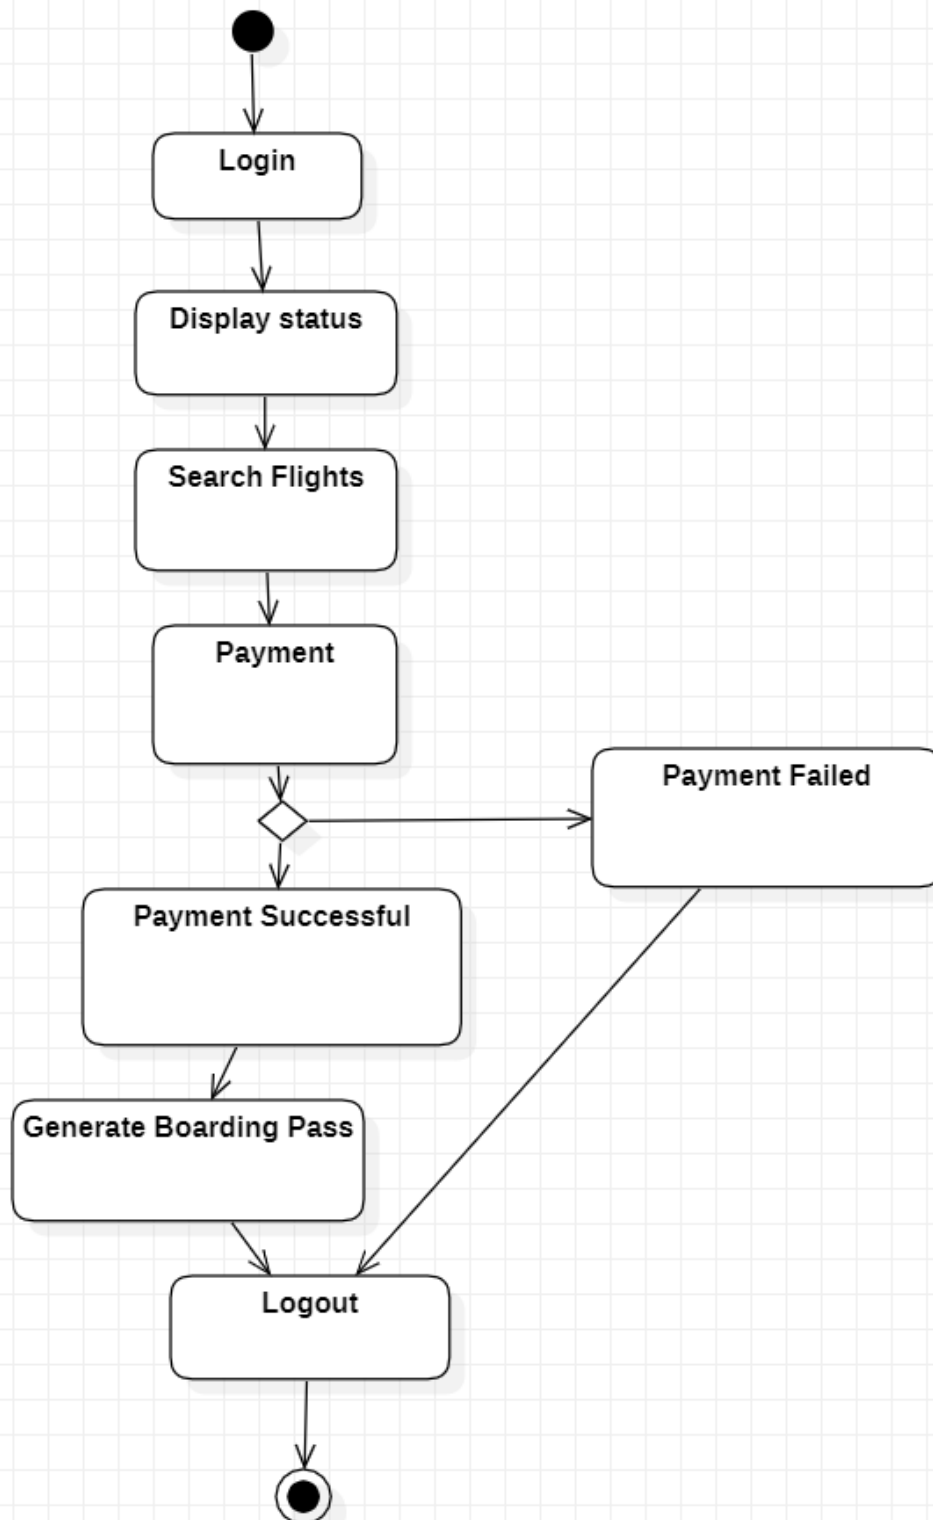 Login
Display status
Search Flights
Payment
Payment Failed
Payment Successful
Generate Boarding Pass
Logout